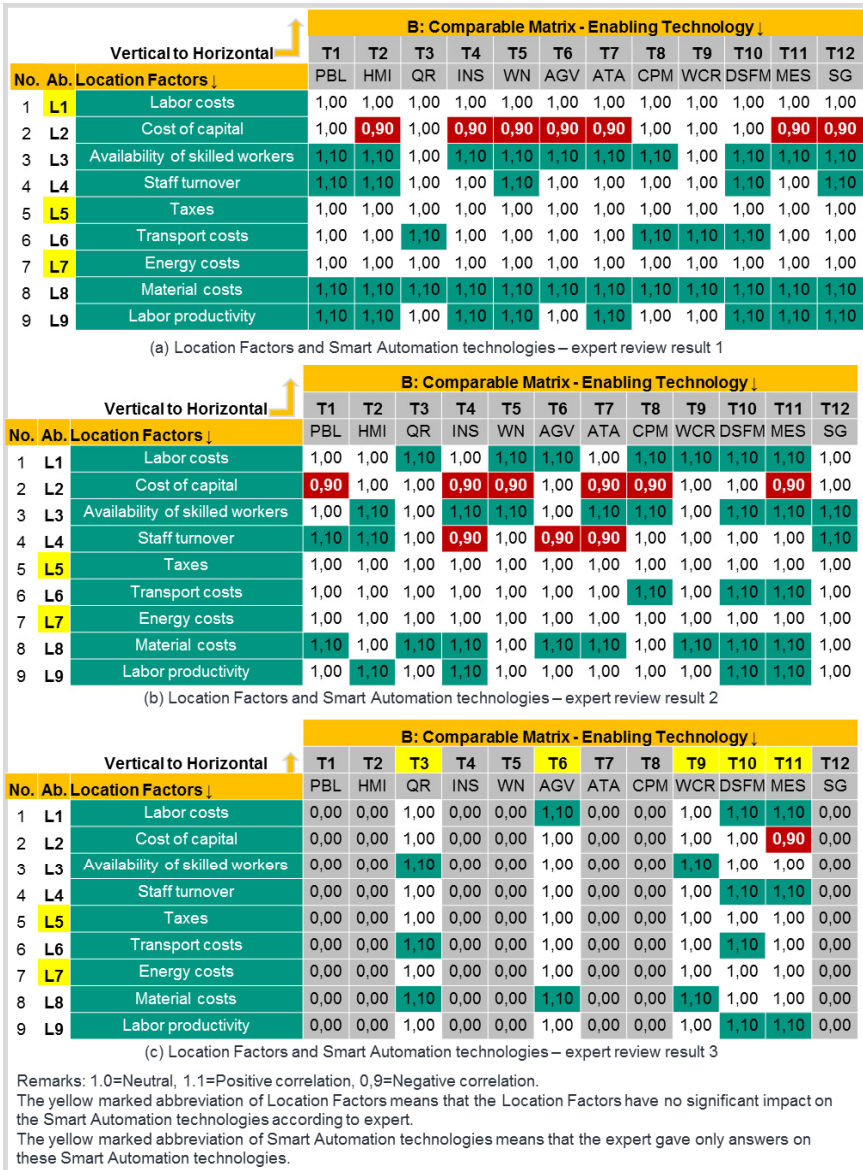 B: Comparable Matrix - Enabling Technology↓
Vertical to Horizontal T1 T2 T3 T4 T5 T6 T7 T8 T9 T10 T11 T12
No. Ab. Location Factors↓ PBL HMI QR INS WN AGV ATA CPM WCR DSFM MES SG
1 L1 Labor costs 1,00 1,00 1,00 1,00 1,00 1,00 1,00 1,00 1,00 1,00 1,00 1,00
2 L2 Cost of capital 1,00 0,90 1,00 0,90 0,90 0,90 0,90 1,00 1,00 1,00 0,90 0,90
3 L3 Availability of skilled workers 1,10 1,10 1,00 1,10 1,10 1,10 1,10 1,10 1,00 1,10 1,10 1,10
4 L4 Staff turnover 1,10 1,10 1,00 1,00 1,10 1,00 1,00 1,00 1,00 1,10 1,00 1,10
5 L5 Taxes 1,00 1,00 1,00 1,00 1,00 1,00 1,00 1,00 1,00 1,00 1,00 1,00
6 L6 Transport costs 1,00 1,00 1,10 1,00 1,00 1,00 1,00 1,10 1,10 1,10 1,00 1,00
7 L7 Energy costs 1,00 1,00 1,00 1,00 1,00 1,00 1,00 1,00 1,00 1,00 1,00 1,00
8 L8 Material costs 1,10 1,10 1,10 1,10 1,10 1,10 1,10 1,10 1,10 1,10 1,10 1,10
9 L9 Labor productivity 1,10 1,10 1,00 1,10 1,10 1,00 1,10 1,00 1,00 1,10 1,10 1,10
(a) Location Factors and Smart Automation technologies – expert review result 1
B: Comparable Matrix - Enabling Technology↓
Vertical to Horizontal T1 T2 T3 T4 T5 T6 T7 T8 T9 T10 T11 T12
No. Ab. Location Factors↓ PBL HMI QR INS WN AGV ATA CPM WCR DSFM MES SG
1 L1 Labor costs 1,00 1,00 1,10 1,00 1,10 1,10 1,00 1,10 1,10 1,10 1,10 1,00
2 L2 Cost of capital 0,90 1,00 1,00 0,90 0,90 1,00 0,90 0,90 1,00 1,00 0,90 1,00
3 L3 Availability of skilled workers 1,00 1,10 1,00 1,10 1,10 1,00 1,10 1,10 1,00 1,10 1,10 1,10
4 L4 Staff turnover 1,10 1,10 1,00 0,90 1,00 0,90 0,90 1,00 1,00 1,00 1,00 1,10
5 L5 Taxes 1,00 1,00 1,00 1,00 1,00 1,00 1,00 1,00 1,00 1,00 1,00 1,00
6 L6 Transport costs 1,00 1,00 1,00 1,00 1,00 1,00 1,00 1,10 1,00 1,10 1,10 1,00
7 L7 Energy costs 1,00 1,00 1,00 1,00 1,00 1,00 1,00 1,00 1,00 1,00 1,00 1,00
8 L8 Material costs 1,10 1,00 1,10 1,10 1,00 1,10 1,10 1,00 1,10 1,10 1,10 1,00
9 L9 Labor productivity 1,00 1,10 1,00 1,10 1,00 1,00 1,00 1,00 1,00 1,10 1,10 1,00
(b) Location Factors and Smart Automation technologies – expert review result 2
B: Comparable Matrix - Enabling Technology↓
Vertical to Horizontal T1 T2 T3 T4 T5 T6 T7 T8 T9 T10 T11 T12
No. Ab. Location Factors↓ PBL HMI QR INS WN AGV ATA CPM WCR DSFM MES SG
1 L1 Labor costs 0,00 0,00 1,00 0,00 0,00 1,10 0,00 0,00 1,00 1,10 1,10 0,00
2 L2 Cost of capital 0,00 0,00 1,00 0,00 0,00 1,00 0,00 0,00 1,00 1,00 0,90 0,00
3 L3 Availability of skilled workers 0,00 0,00 1,10 0,00 0,00 1,00 0,00 0,00 1,10 1,00 1,00 0,00
4 L4 Staff turnover 0,00 0,00 1,00 0,00 0,00 1,00 0,00 0,00 1,00 1,10 1,10 0,00
5 L5 Taxes 0,00 0,00 1,00 0,00 0,00 1,00 0,00 0,00 1,00 1,00 1,00 0,00
6 L6 Transport costs 0,00 0,00 1,10 0,00 0,00 1,00 0,00 0,00 1,00 1,10 1,00 0,00
7 L7 Energy costs 0,00 0,00 1,00 0,00 0,00 1,00 0,00 0,00 1,00 1,00 1,00 0,00
8 L8 Material costs 0,00 0,00 1,10 0,00 0,00 1,10 0,00 0,00 1,10 1,00 1,00 0,00
9 L9 Labor productivity 0,00 0,00 1,00 0,00 0,00 1,00 0,00 0,00 1,00 1,10 1,10 0,00
(c) Location Factors and Smart Automation technologies – expert review result 3
Remarks: 1.0=Neutral, 1.1=Positive correlation, 0,9=Negative correlation.
The yellow marked abbreviation of Location Factors means that the Location Factors have no significant impact on
the Smart Automation technologies according to expert.
The yellow marked abbreviation of Smart Automation technologies means that the expert gave only answers on
these Smart Automation technologies.